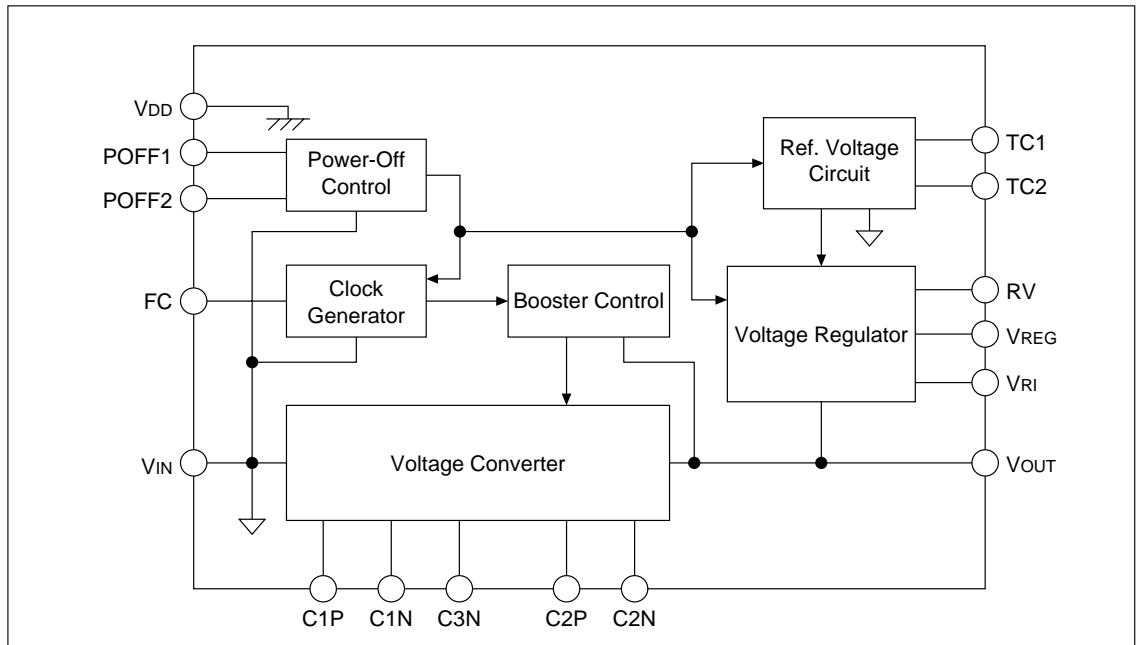 VDD
POFF1
POFF2
FC
VIN
Power-Off
Control
Clock
Generator
Booster Control
Voltage Converter
Ref. Voltage
Circuit
Voltage Regulator
TC1
TC2
RV
VREG
VRI
VOUT
C1P
C1N
C3N
C2P
C2N